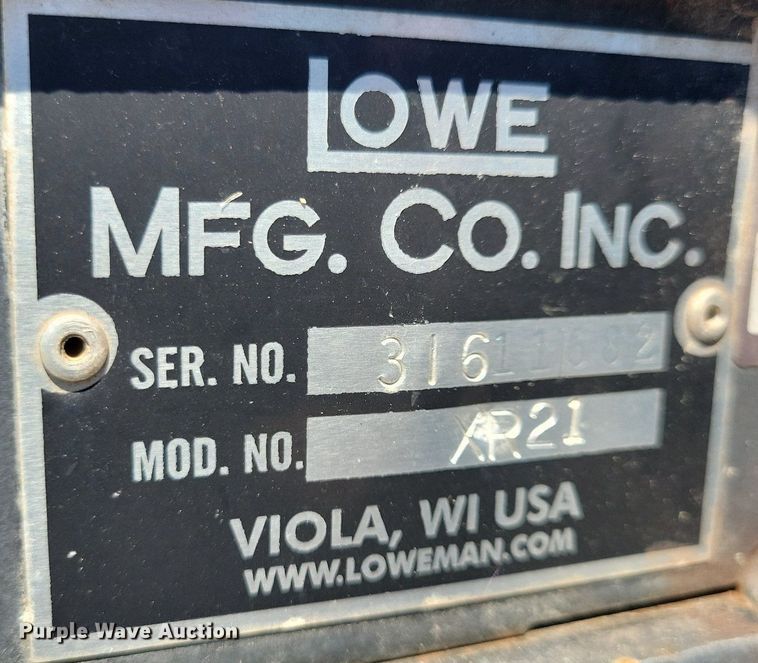 LOWE
MFG. CO. INC.
SER. NO.
MOD. NO. XR21
VIOLA, WI USA
WWW.LOWEMAN.COM
Purple Wave Auction